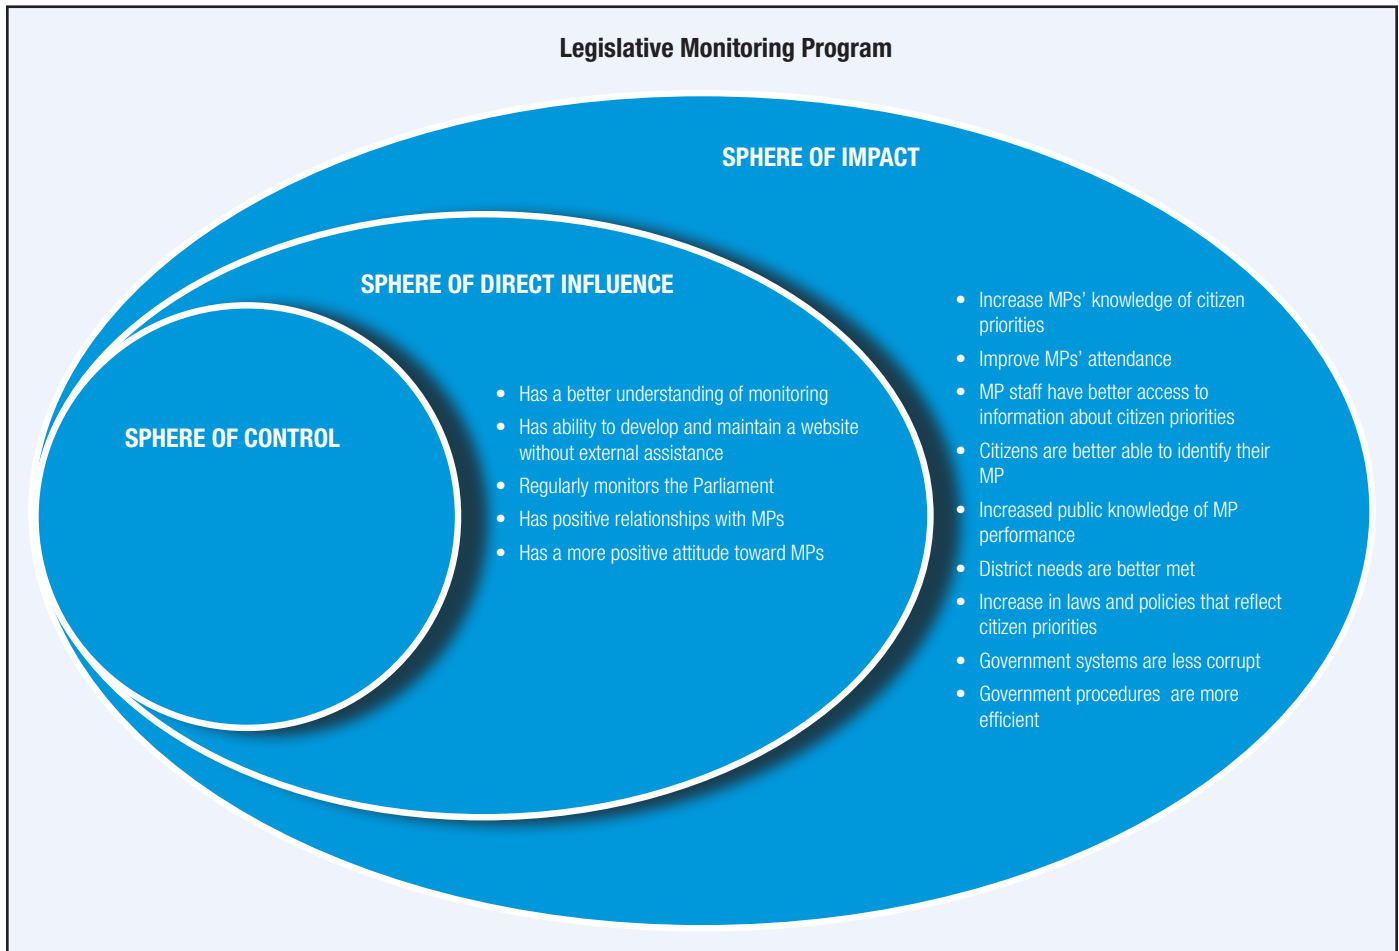 Legislative Monitoring Program
SPHERE OF IMPACT
SPHERE OF DIRECT INFLUENCE
SPHERE OF CONTROL
• Has a better understanding of monitoring
• Has ability to develop and maintain a website
without external assistance
• Regularly monitors the Parliament
• Has positive relationships with MPs
• Has a more positive attitude toward MPs
• Increase MPs’ knowledge of citizen
priorities
• Improve MPs’ attendance
• MP staff have better access to
information about citizen priorities
• Citizens are better able to identify their
MP
• Increased public knowledge of MP
performance
• District needs are better met
• Increase in laws and policies that reflect
citizen priorities
• Government systems are less corrupt
• Government procedures  are more
efficient